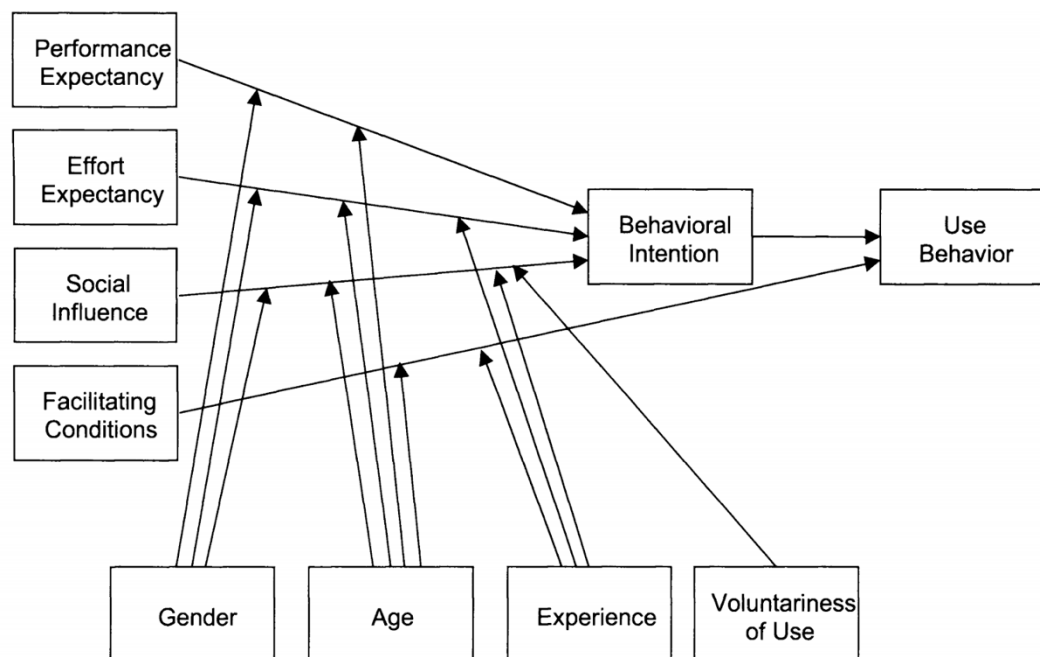 Performance
Expectancy
Effort
Expectancy
Social
Influence
Facilitating
Conditions
Behavioral
Intention
Use
Behavior
Gender
Age
Experience
Voluntariness
of Use